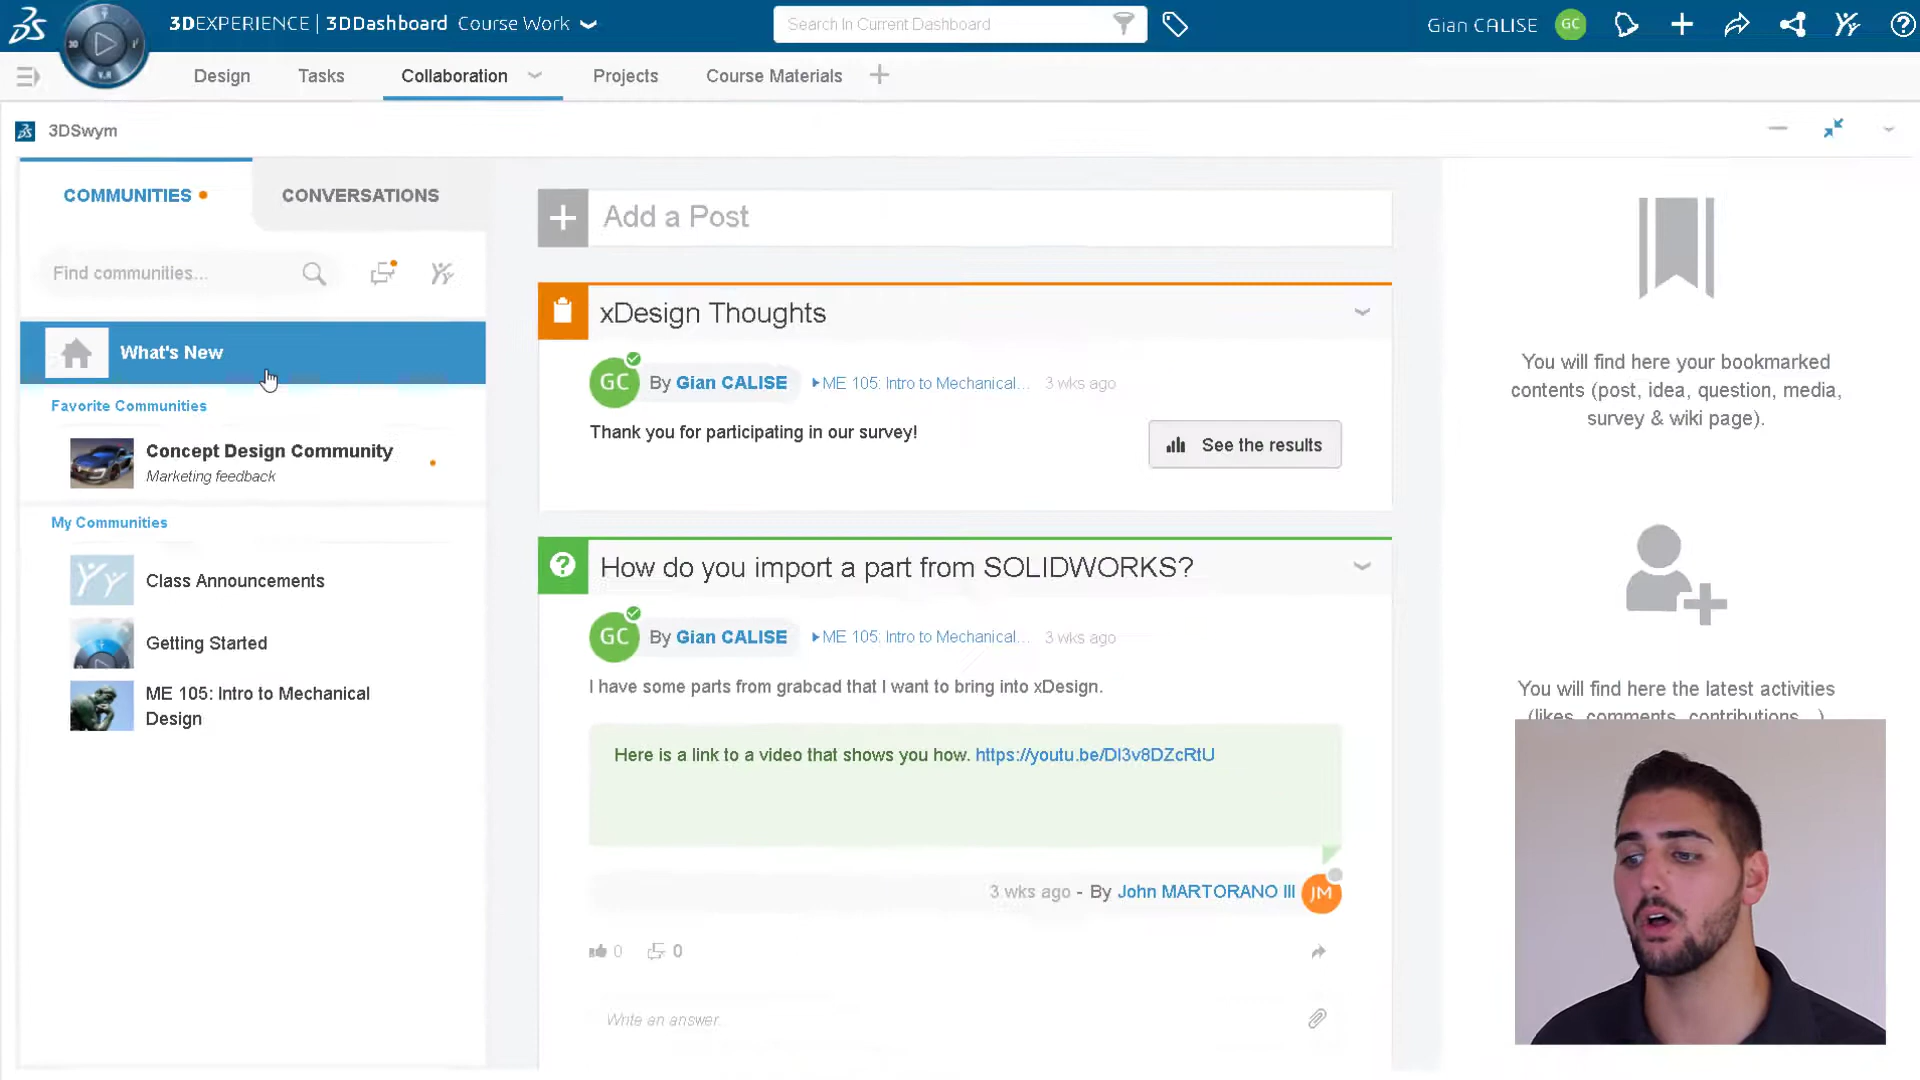 3DEXPERIENCE | 3DDashboard Course Work
Search In Current Dashboard
Gian CALISE GC
3D
V.R
Design Tasks Collaboration Projects Course Materials
3DSwym
COMMUNITIES CONVERSATIONS
Find communities...
What's New
Favorite Communities
Concept Design Community
Marketing feedback
My Communities
Class Announcements
Getting Started
ME 105: Intro to Mechanical
Design
Add a Post
xDesign Thoughts
GC By Gian CALISE ME 105: Intro to Mechanical... 3 wks ago
Thank you for participating in our survey!
See the results
How do you import a part from SOLIDWORKS?
GC By Gian CALISE ME 105: Intro to Mechanical... 3 wks ago
I have some parts from grabcad that I want to bring into xDesign.
Here is a link to a video that shows you how. https://youtu.be/DI3v8DZcRtU
3 wks ago - By John MARTORANO III JM
0 0
Write an answer.
You will find here your bookmarked
contents (post, idea, question, media,
survey & wiki page).
You will find here the latest activities
(likes, comments, contributions...)